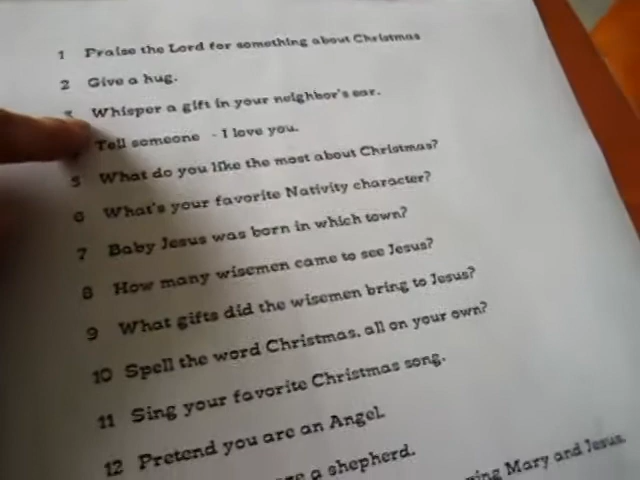 1 Praise the Lord for something about Christmas
2 Give a hug.
3 Whisper a gift in your neighbor's ear.
Tell someone - I love you.
5 What do you like the most about Christmas?
6 What's your favorite Nativity character?
7 Baby Jesus was born in which town?
8 How many wisemen came to see Jesus?
9 What gifts did the wisemen bring to Jesus?
10 Spell the word Christmas, all on your own?
11 Sing your favorite Christmas song.
12 Pretend you are an Angel.
a shepherd.
Mary and Jesus